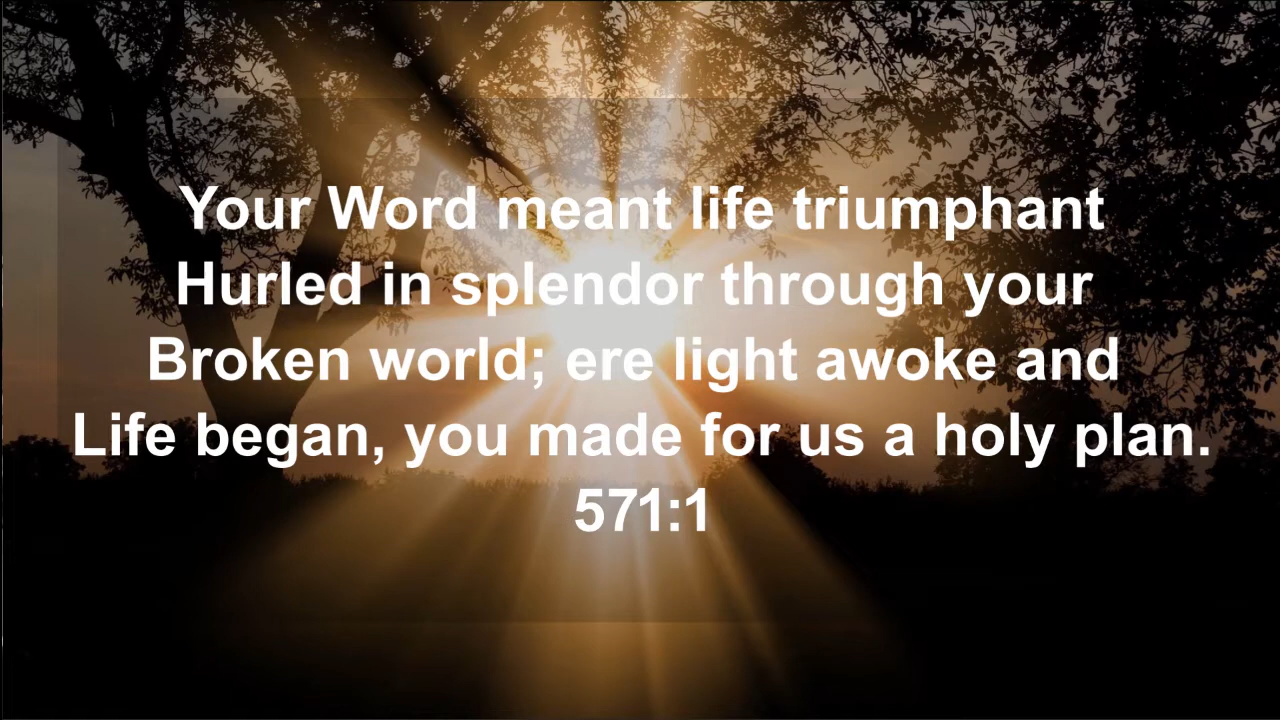 Your Word meant life triumphant
Hurled in splendor through your
Broken world; ere light awoke and
Life began, you made for us a holy plan.
571:1